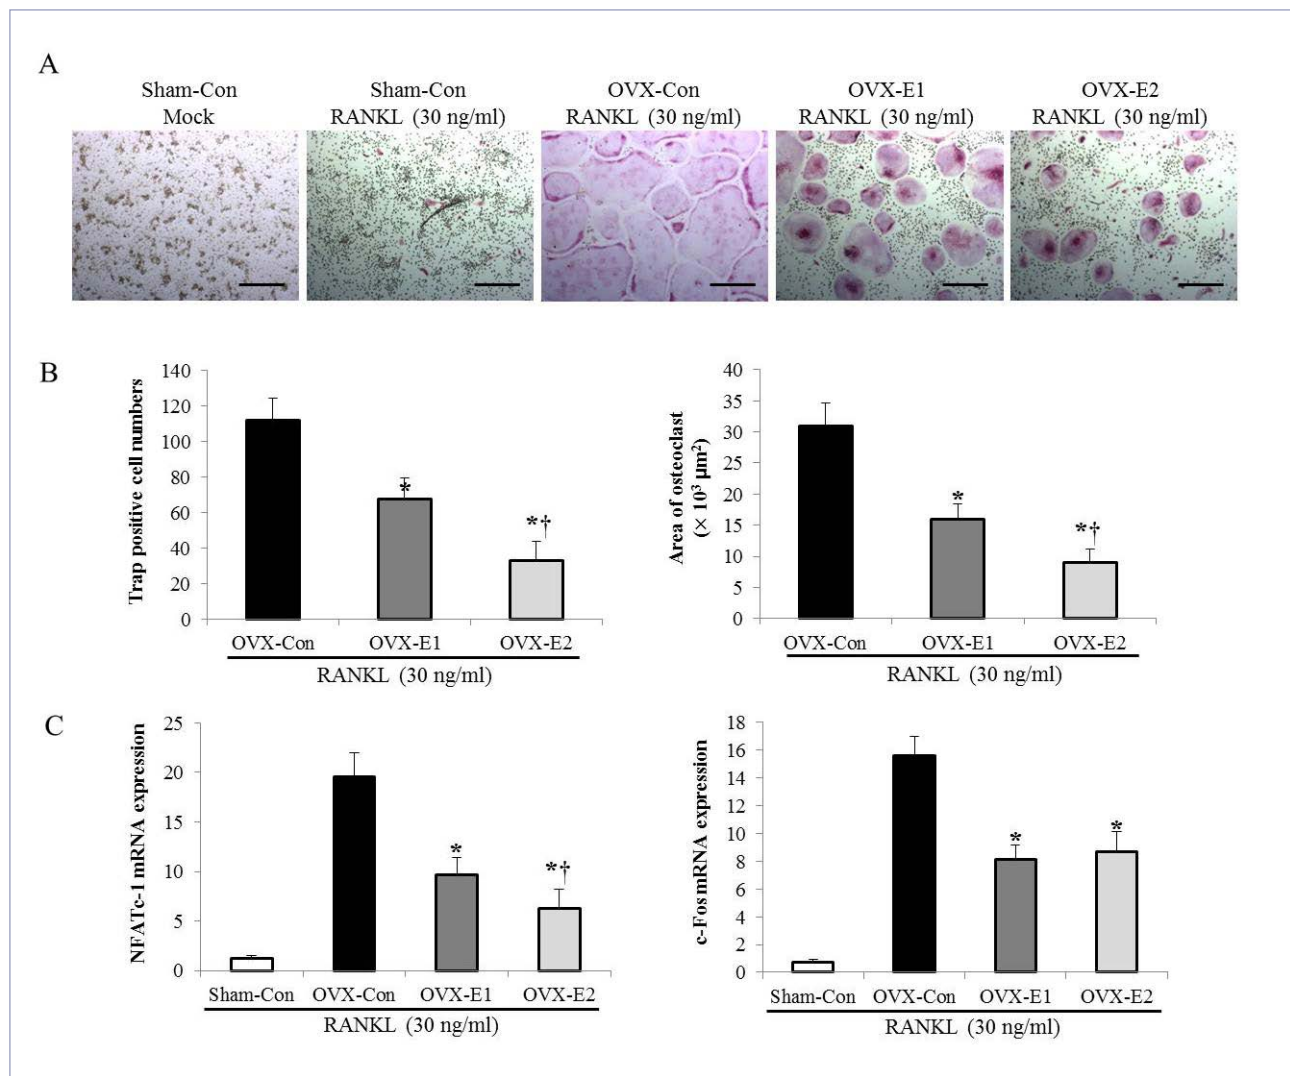 A
Sham-Con
Mock
Sham-Con
RANKL (30 ng/ml)
OVX-Con
RANKL (30 ng/ml)
OVX-E1
RANKL (30 ng/ml)
OVX-E2
RANKL (30 ng/ml)
B
Trap positive cell numbers
140
120
100
80
60
40
20
0
*
*†
OVX-Con OVX-E1 OVX-E2
RANKL (30 ng/ml)
Area of osteoclast
(× 10³ µm²)
40
35
30
25
20
15
10
5
0
*
*†
OVX-Con OVX-E1 OVX-E2
RANKL (30 ng/ml)
C
NFATc-1 mRNA expression
25
20
15
10
5
0
*
*†
Sham-Con OVX-Con OVX-E1 OVX-E2
RANKL (30 ng/ml)
c-Fos mRNA expression
18
16
14
12
10
8
6
4
2
0
*
*
Sham-Con OVX-Con OVX-E1 OVX-E2
RANKL (30 ng/ml)